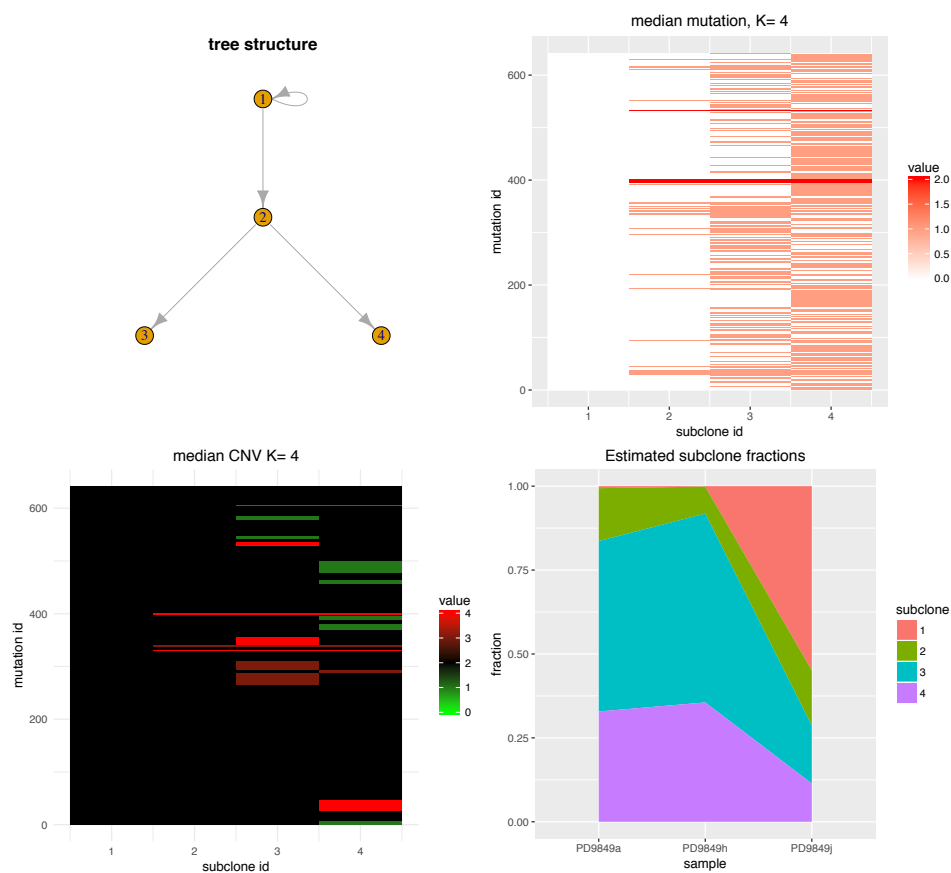 tree structure
1
2
3
4
median mutation, K= 4
mutation id
600
400
200
0
1 2 3 4
subclone id
value
2.0
1.5
1.0
0.5
0.0
median CNV K= 4
mutation id
600
400
200
0
1 2 3 4
subclone id
value
4
3
2
1
0
Estimated subclone fractions
fraction
1.00
0.75
0.50
0.25
0.00
PD9849a PD9849h PD9849j
sample
subclone
1
2
3
4